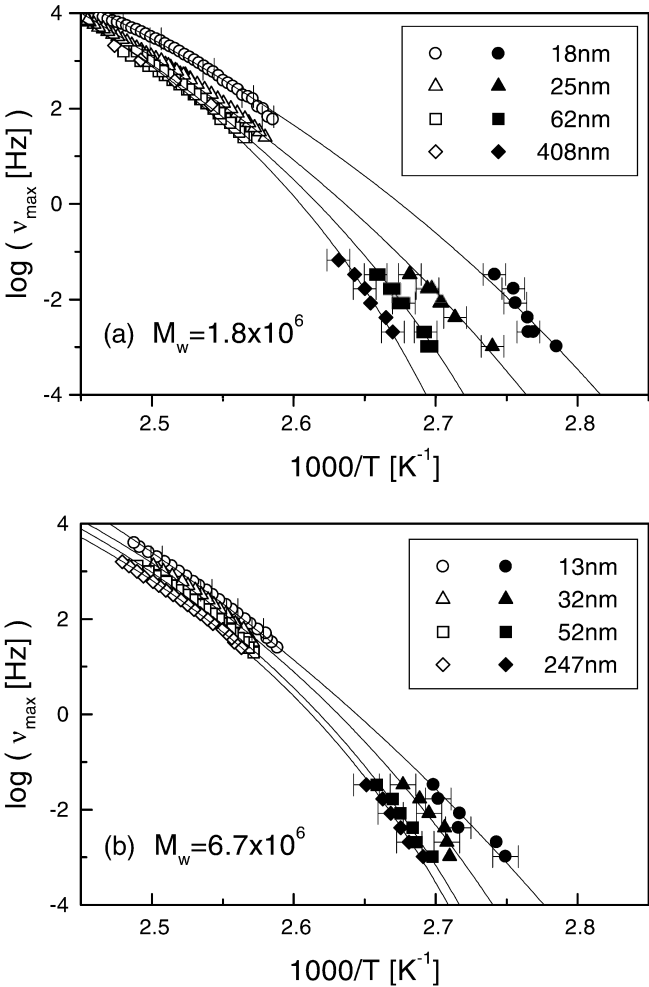 4
2
0
-2
-4
log ( ν_max [Hz] )
18nm
25nm
62nm
408nm
(a) M_w=1.8x10^6
2.5 2.6 2.7 2.8
1000/T [K^-1]
4
2
0
-2
-4
log ( ν_max [Hz] )
13nm
32nm
52nm
247nm
(b) M_w=6.7x10^6
2.5 2.6 2.7 2.8
1000/T [K^-1]